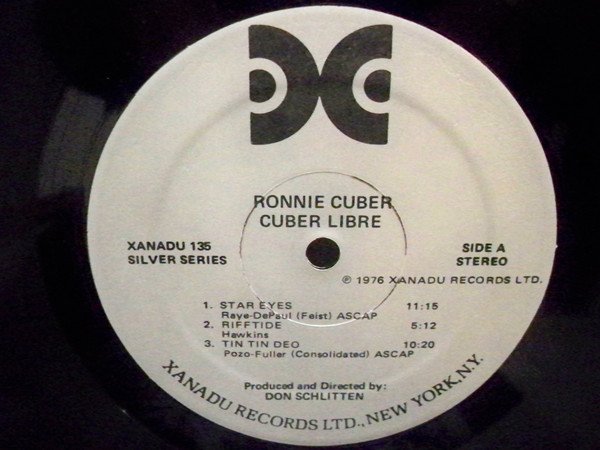 RONNIE CUBER
CUBER LIBRE
XANADU 135
SILVER SERIES
SIDE A
STEREO
℗ 1976 XANADU RECORDS LTD.
1. STAR EYES 11:15
Raye-DePaul (Feist) ASCAP
2. RIFFTIDE 5:12
Hawkins
3. TIN TIN DEO 10:20
Pozo-Fuller (Consolidated) ASCAP
Produced and Directed by:
DON SCHLITTEN
XANADU RECORDS LTD., NEW YORK, N.Y.